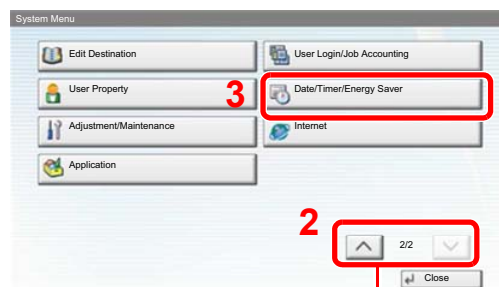 System Menu
Edit Destination
User Login/Job Accounting
User Property
3
Date/Timer/Energy Saver
Adjustment/Maintenance
Internet
Application
2
2/2
Close